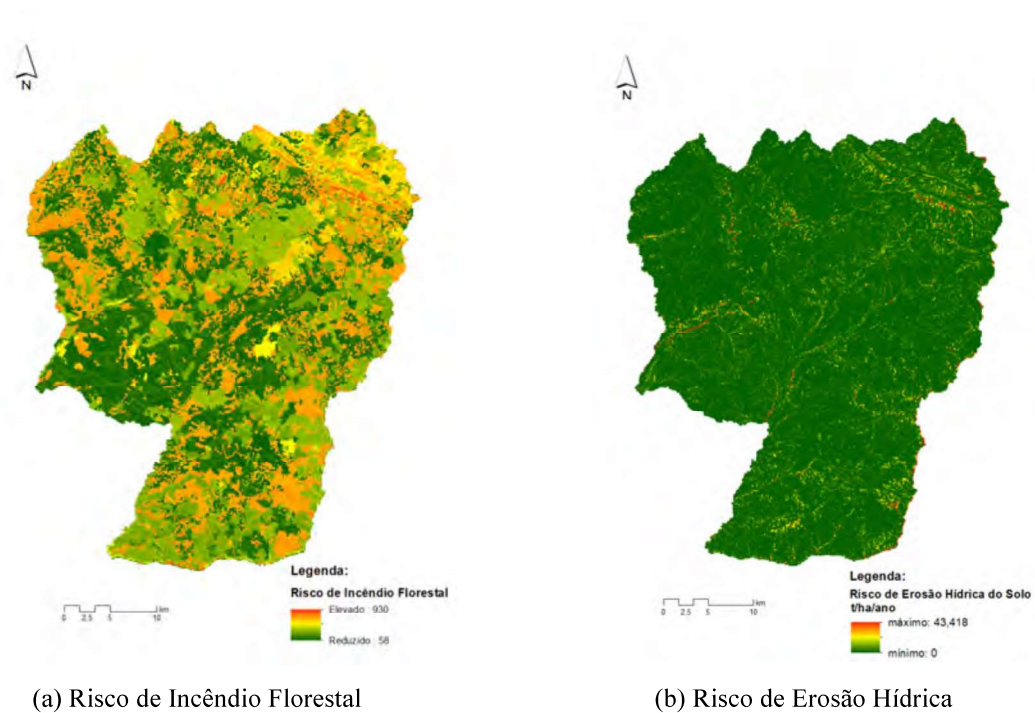 N
N
Legenda:
Risco de Incêndio Florestal
Elevado : 930
Reduzido : 58
0 2.5 5 10 km
Legenda:
Risco de Erosão Hídrica do Solo
t/ha/ano
máximo: 43,418
mínimo: 0
0 2.5 5 10 km
(a) Risco de Incêndio Florestal
(b) Risco de Erosão Hídrica